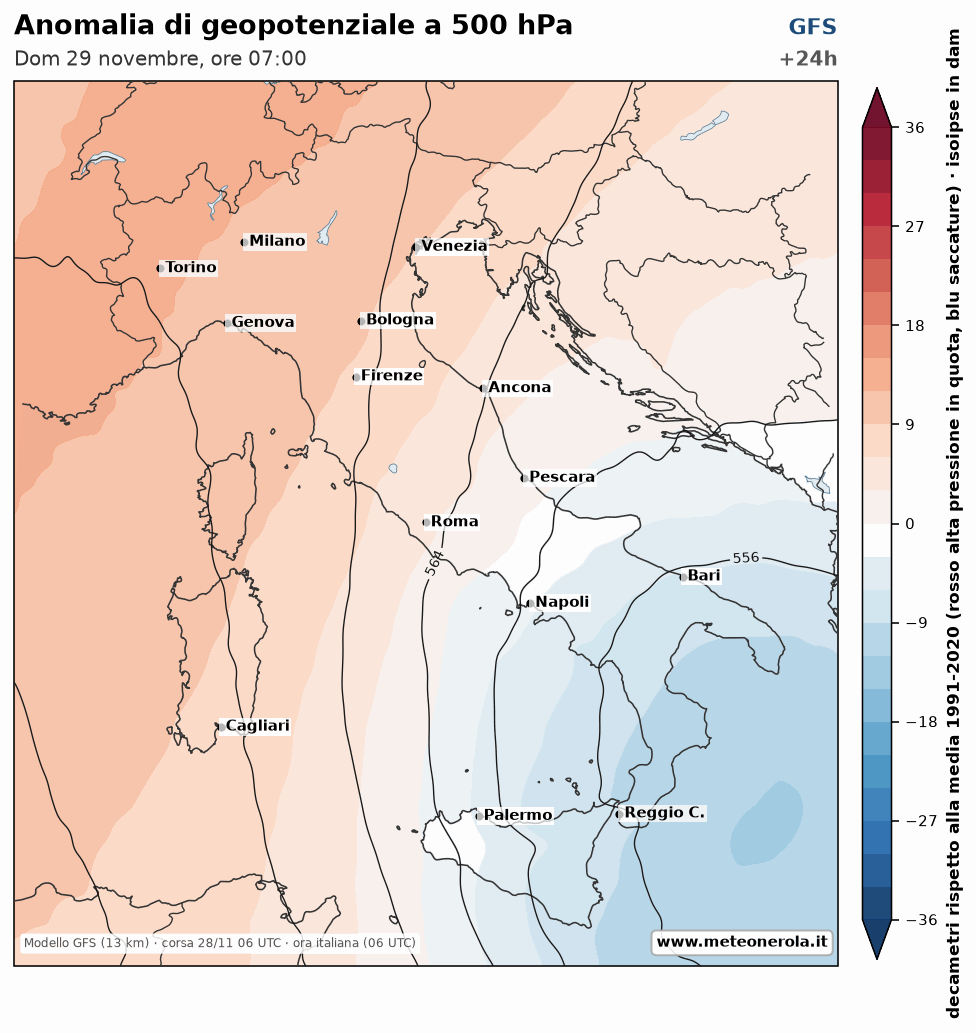 Anomalia di geopotenziale a 500 hPa
GFS
Dom 29 novembre, ore 07:00
+24h
Milano
Venezia
Torino
Genova
Bologna
Firenze
Ancona
Pescara
Roma
564
556
Bari
Napoli
Cagliari
Palermo
Reggio C.
Modello GFS (13 km) · corsa 28/11 06 UTC · ora italiana (06 UTC)
www.meteonerola.it
36
27
18
9
0
−9
−18
−27
−36
decametri rispetto alla media 1991-2020 (rosso alta pressione in quota, blu saccature) · isoipse in dam